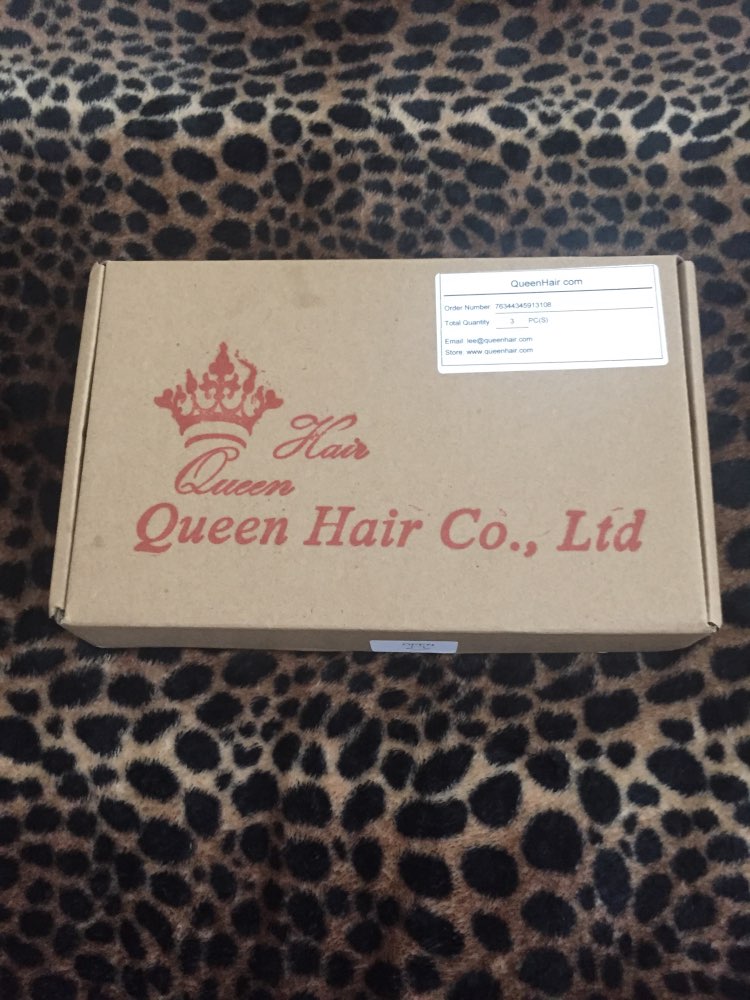 QueenHair.com
Order Number 76344345913108
Total Quantity 3 PC(S)
Email lee@queenhair.com
Store www.queenhair.com
Hair
Queen
Queen Hair Co., Ltd
OPEN